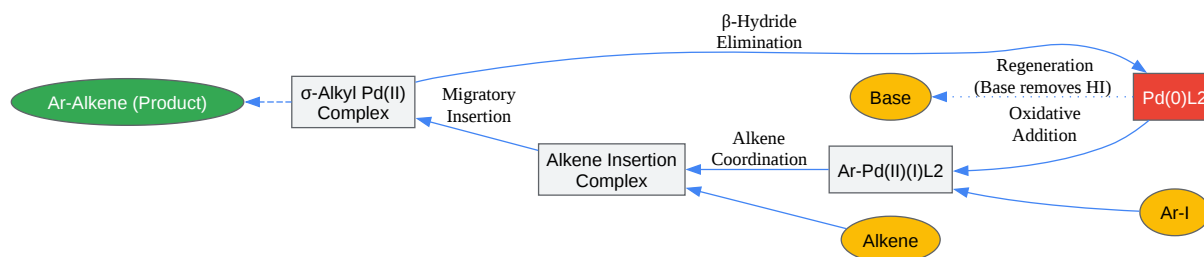 β-Hydride
Elimination
Ar-Alkene (Product)
σ-Alkyl Pd(II)
Complex
Migratory
Insertion
Alkene Insertion
Complex
Alkene
Coordination
Ar-Pd(II)(I)L2
Base
Regeneration
(Base removes HI)
Oxidative
Addition
Pd(0)L2
Alkene
Ar-I